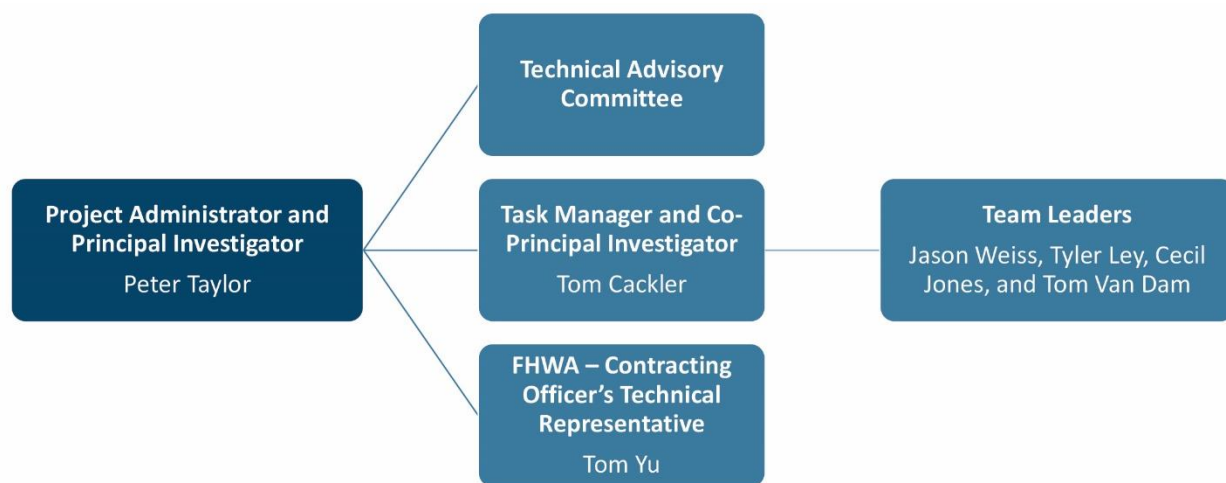 Technical Advisory
Committee
Project Administrator and
Principal Investigator
Peter Taylor
Task Manager and Co-
Principal Investigator
Tom Cackler
Team Leaders
Jason Weiss, Tyler Ley, Cecil
Jones, and Tom Van Dam
FHWA – Contracting
Officer’s Technical
Representative
Tom Yu